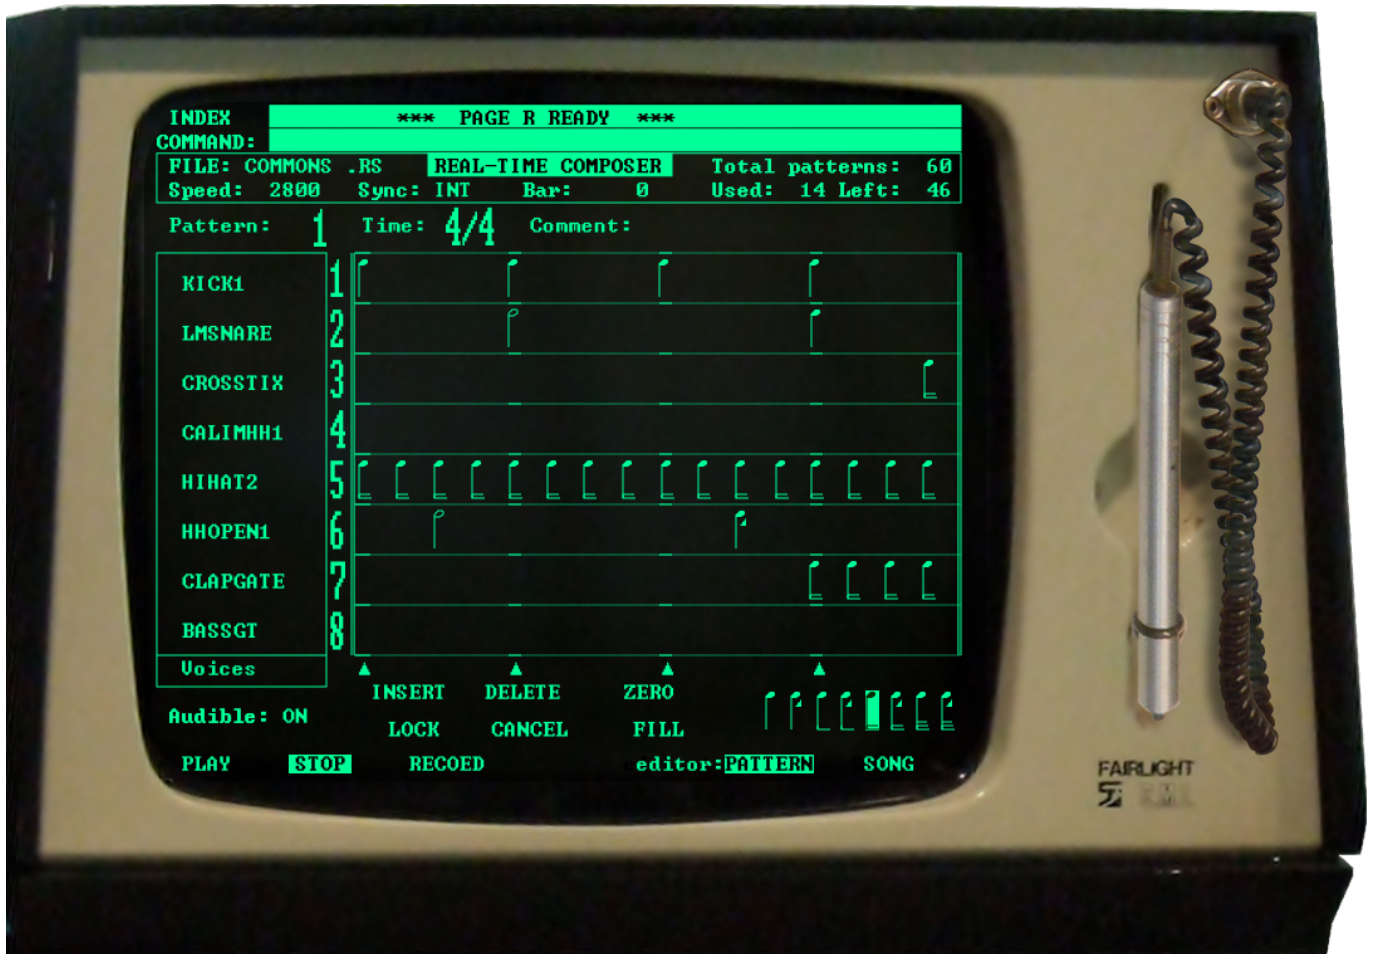 INDEX *** PAGE R READY ***
COMMAND:
FILE: COMMONS .RS REAL-TIME COMPOSER Total patterns: 60
Speed: 2800 Sync: INT Bar: 0 Used: 14 Left: 46
Pattern: 1 Time: 4/4 Comment:
KICK1 1
LMSNARE 2
CROSSTIX 3
CALIMHH1 4
HIHAT2 5
HHOPEN1 6
CLAPGATE 7
BASSGT 8
Voices
INSERT DELETE ZERO
Audible: ON LOCK CANCEL FILL
PLAY STOP RECOED editor:PATTERN SONG
FAIRLIGHT
C.M.I.